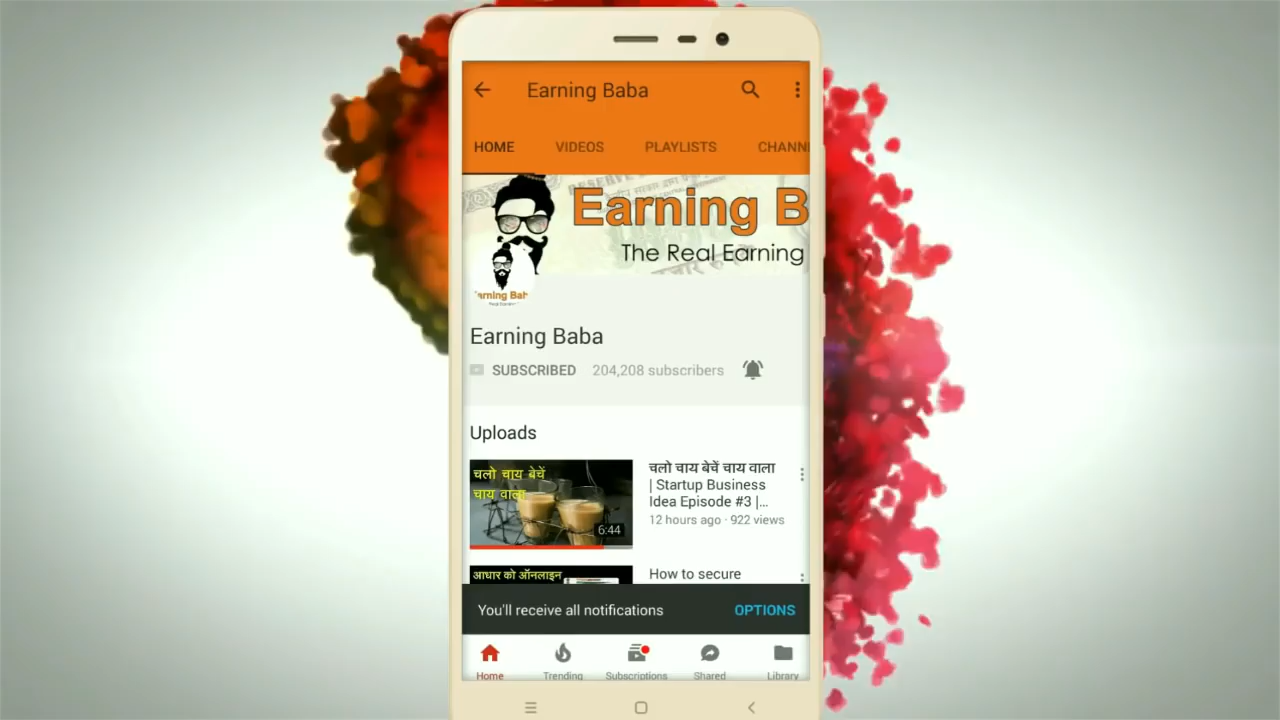 Earning Baba
HOME VIDEOS PLAYLISTS CHANN
RESERVE
Earning B
The Real Earning
arning Bab
Earning Baba
SUBSCRIBED 204,208 subscribers
Uploads
चलो चाय बेचें
चाय वाला
6:44
चलो चाय बेचें चाय वाला
| Startup Business
Idea Episode #3 |...
12 hours ago · 922 views
आधार को ऑनलाइन
How to secure
You'll receive all notifications OPTIONS
Home Trending Subscriptions Shared Library